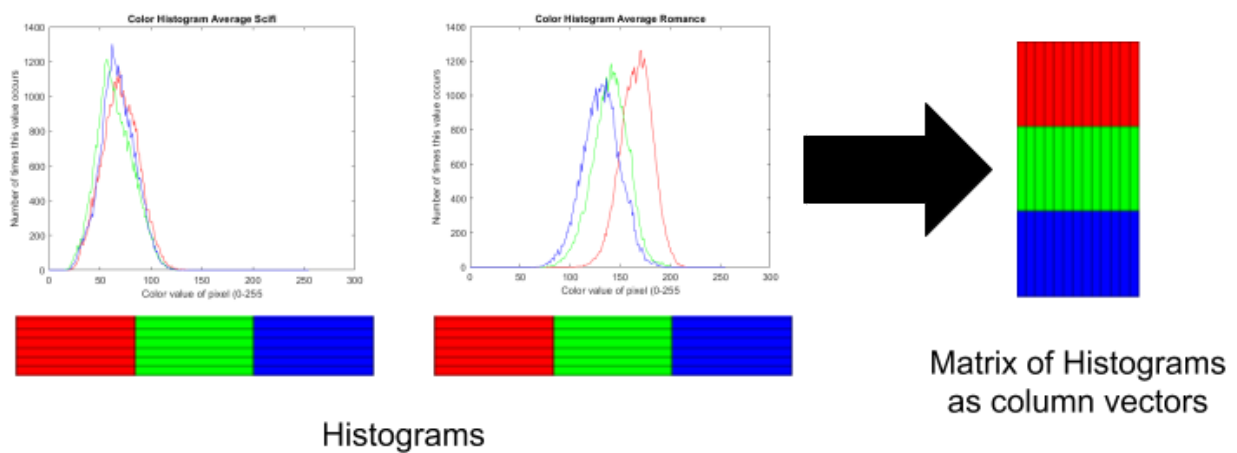 Color Histogram Average Scifi
1400
1200
1000
800
600
400
200
0
Number of times this value occurs
0 50 100 150 200 250 300
Color value of pixel (0-255
Color Histogram Average Romance
1400
1200
1000
800
600
400
200
0
Number of times this value occurs
0 50 100 150 200 250 300
Color value of pixel (0-255
Histograms
Matrix of Histograms
as column vectors